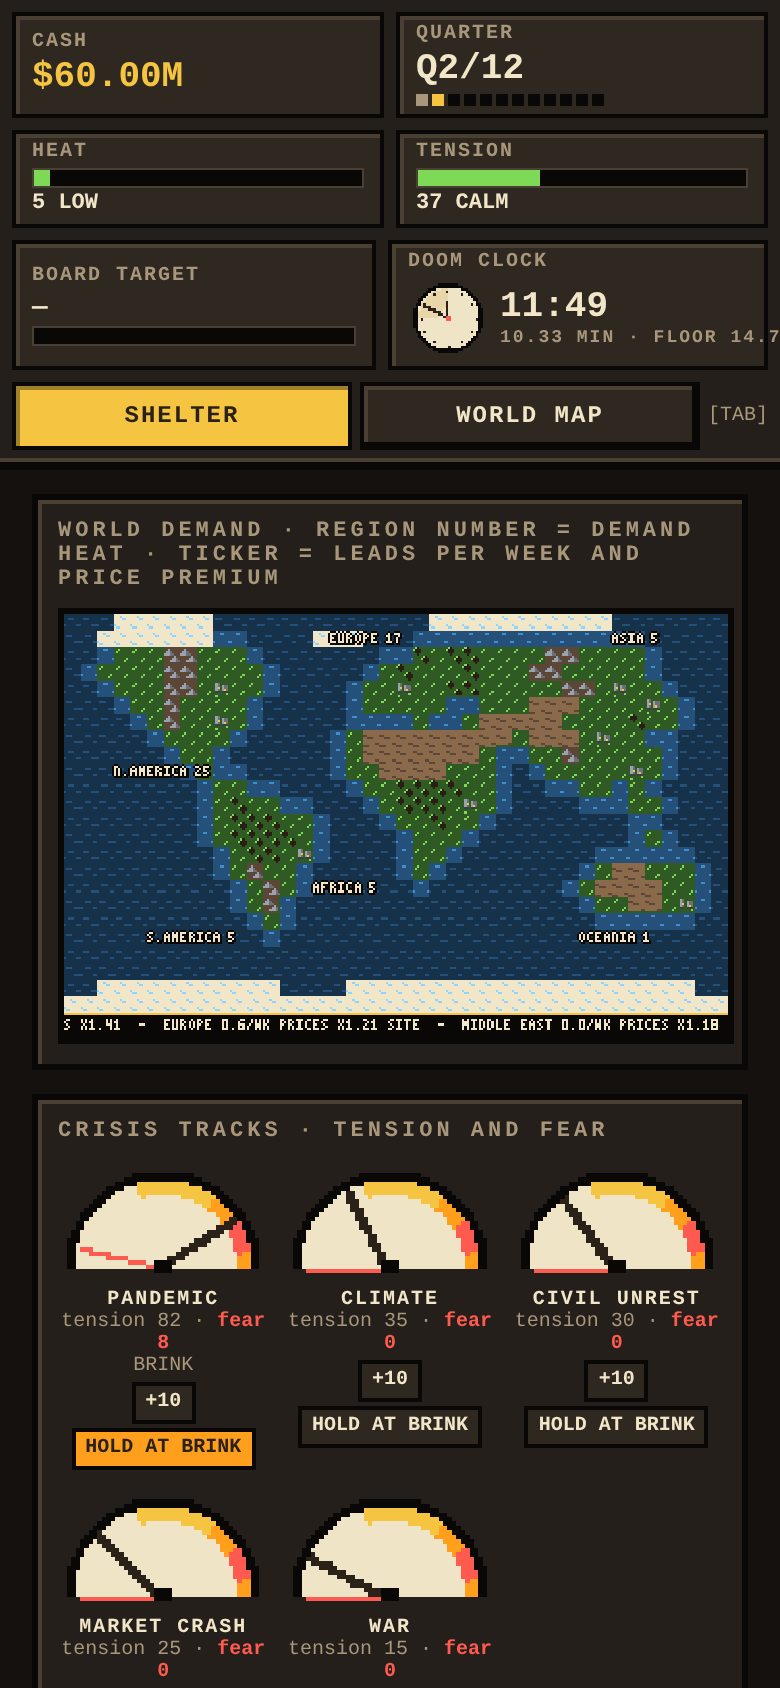 CASH
$60.00M
QUARTER
Q2/12
HEAT
5 LOW
TENSION
37 CALM
BOARD TARGET
—
DOOM CLOCK
11:49
10.33 MIN · FLOOR 14.7
SHELTER
WORLD MAP
[TAB]
WORLD DEMAND · REGION NUMBER = DEMAND
HEAT · TICKER = LEADS PER WEEK AND
PRICE PREMIUM
EUROPE 17
ASIA 5
N.AMERICA 25
AFRICA 5
S.AMERICA 5
OCEANIA 1
S X1.41 - EUROPE 0.6/WK PRICES X1.21 SITE - MIDDLE EAST 0.0/WK PRICES X1.18
CRISIS TRACKS · TENSION AND FEAR
PANDEMIC
tension 82 · fear
8
BRINK
+10
HOLD AT BRINK
CLIMATE
tension 35 · fear
0
+10
HOLD AT BRINK
CIVIL UNREST
tension 30 · fear
0
+10
HOLD AT BRINK
MARKET CRASH
tension 25 · fear
0
WAR
tension 15 · fear
0